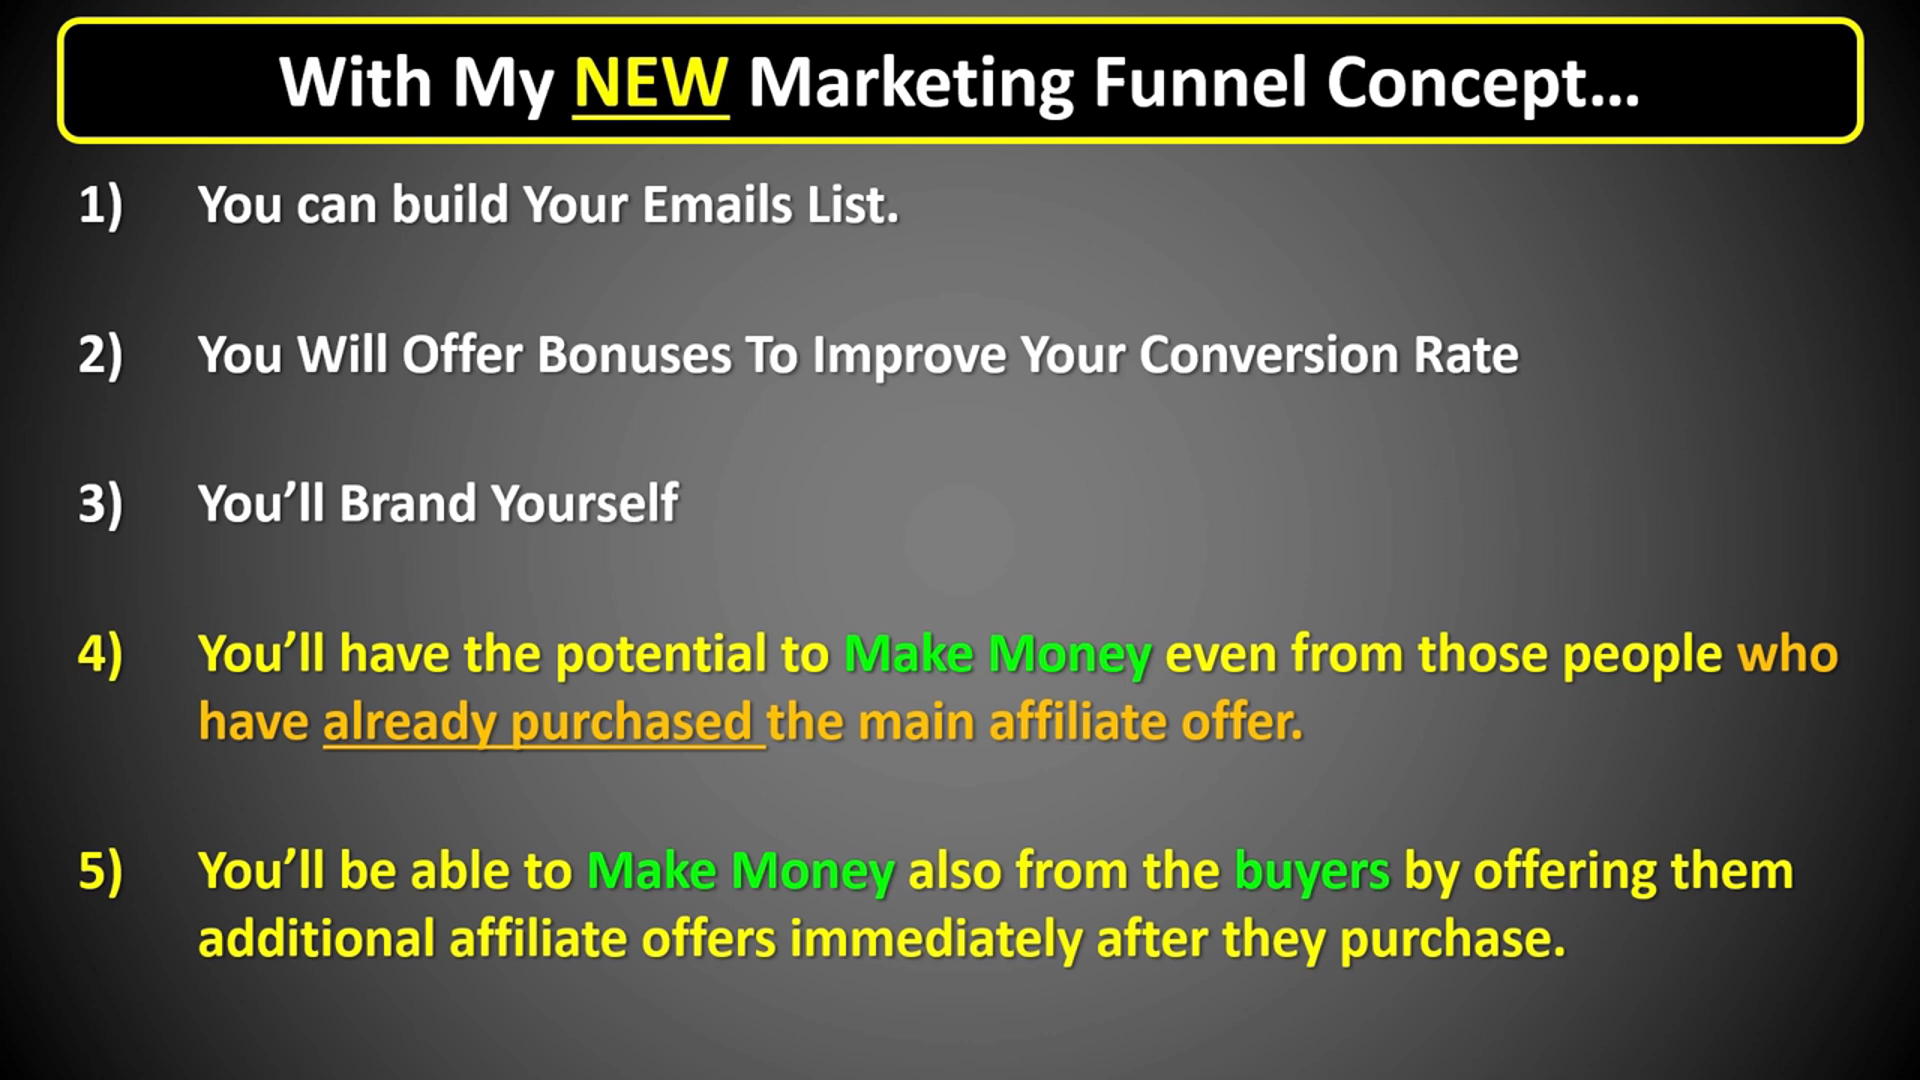 With My NEW Marketing Funnel Concept...
1) You can build Your Emails List.
2) You Will Offer Bonuses To Improve Your Conversion Rate
3) You’ll Brand Yourself
4) You’ll have the potential to Make Money even from those people who
have already purchased the main affiliate offer.
5) You’ll be able to Make Money also from the buyers by offering them
additional affiliate offers immediately after they purchase.